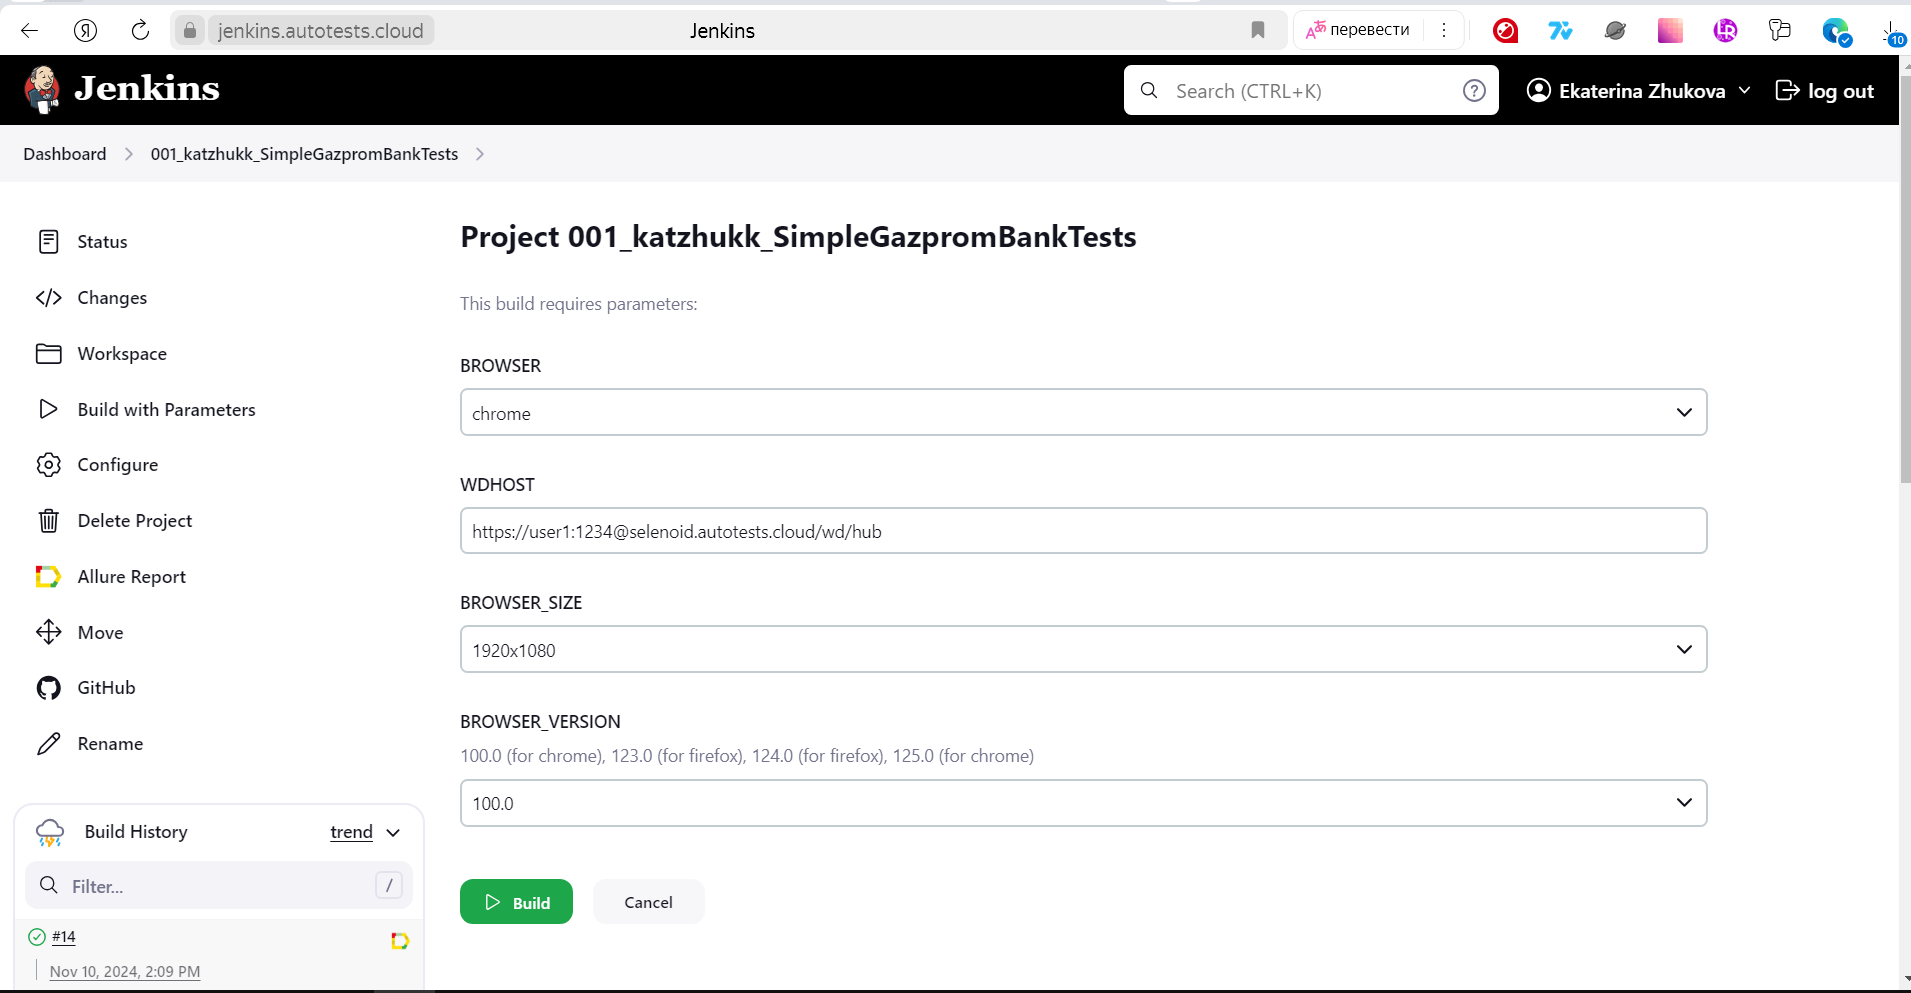 jenkins.autotests.cloud
Jenkins
перевести
10
Jenkins
Search (CTRL+K)
Ekaterina Zhukova
log out
Dashboard
001_katzhukk_SimpleGazpromBankTests
Status
Changes
Workspace
Build with Parameters
Configure
Delete Project
Allure Report
Move
GitHub
Rename
Build History
trend
Filter...
/
#14
Nov 10, 2024, 2:09 PM
Project 001_katzhukk_SimpleGazpromBankTests
This build requires parameters:
BROWSER
chrome
WDHOST
https://user1:1234@selenoid.autotests.cloud/wd/hub
BROWSER_SIZE
1920x1080
BROWSER_VERSION
100.0 (for chrome), 123.0 (for firefox), 124.0 (for firefox), 125.0 (for chrome)
100.0
Build
Cancel